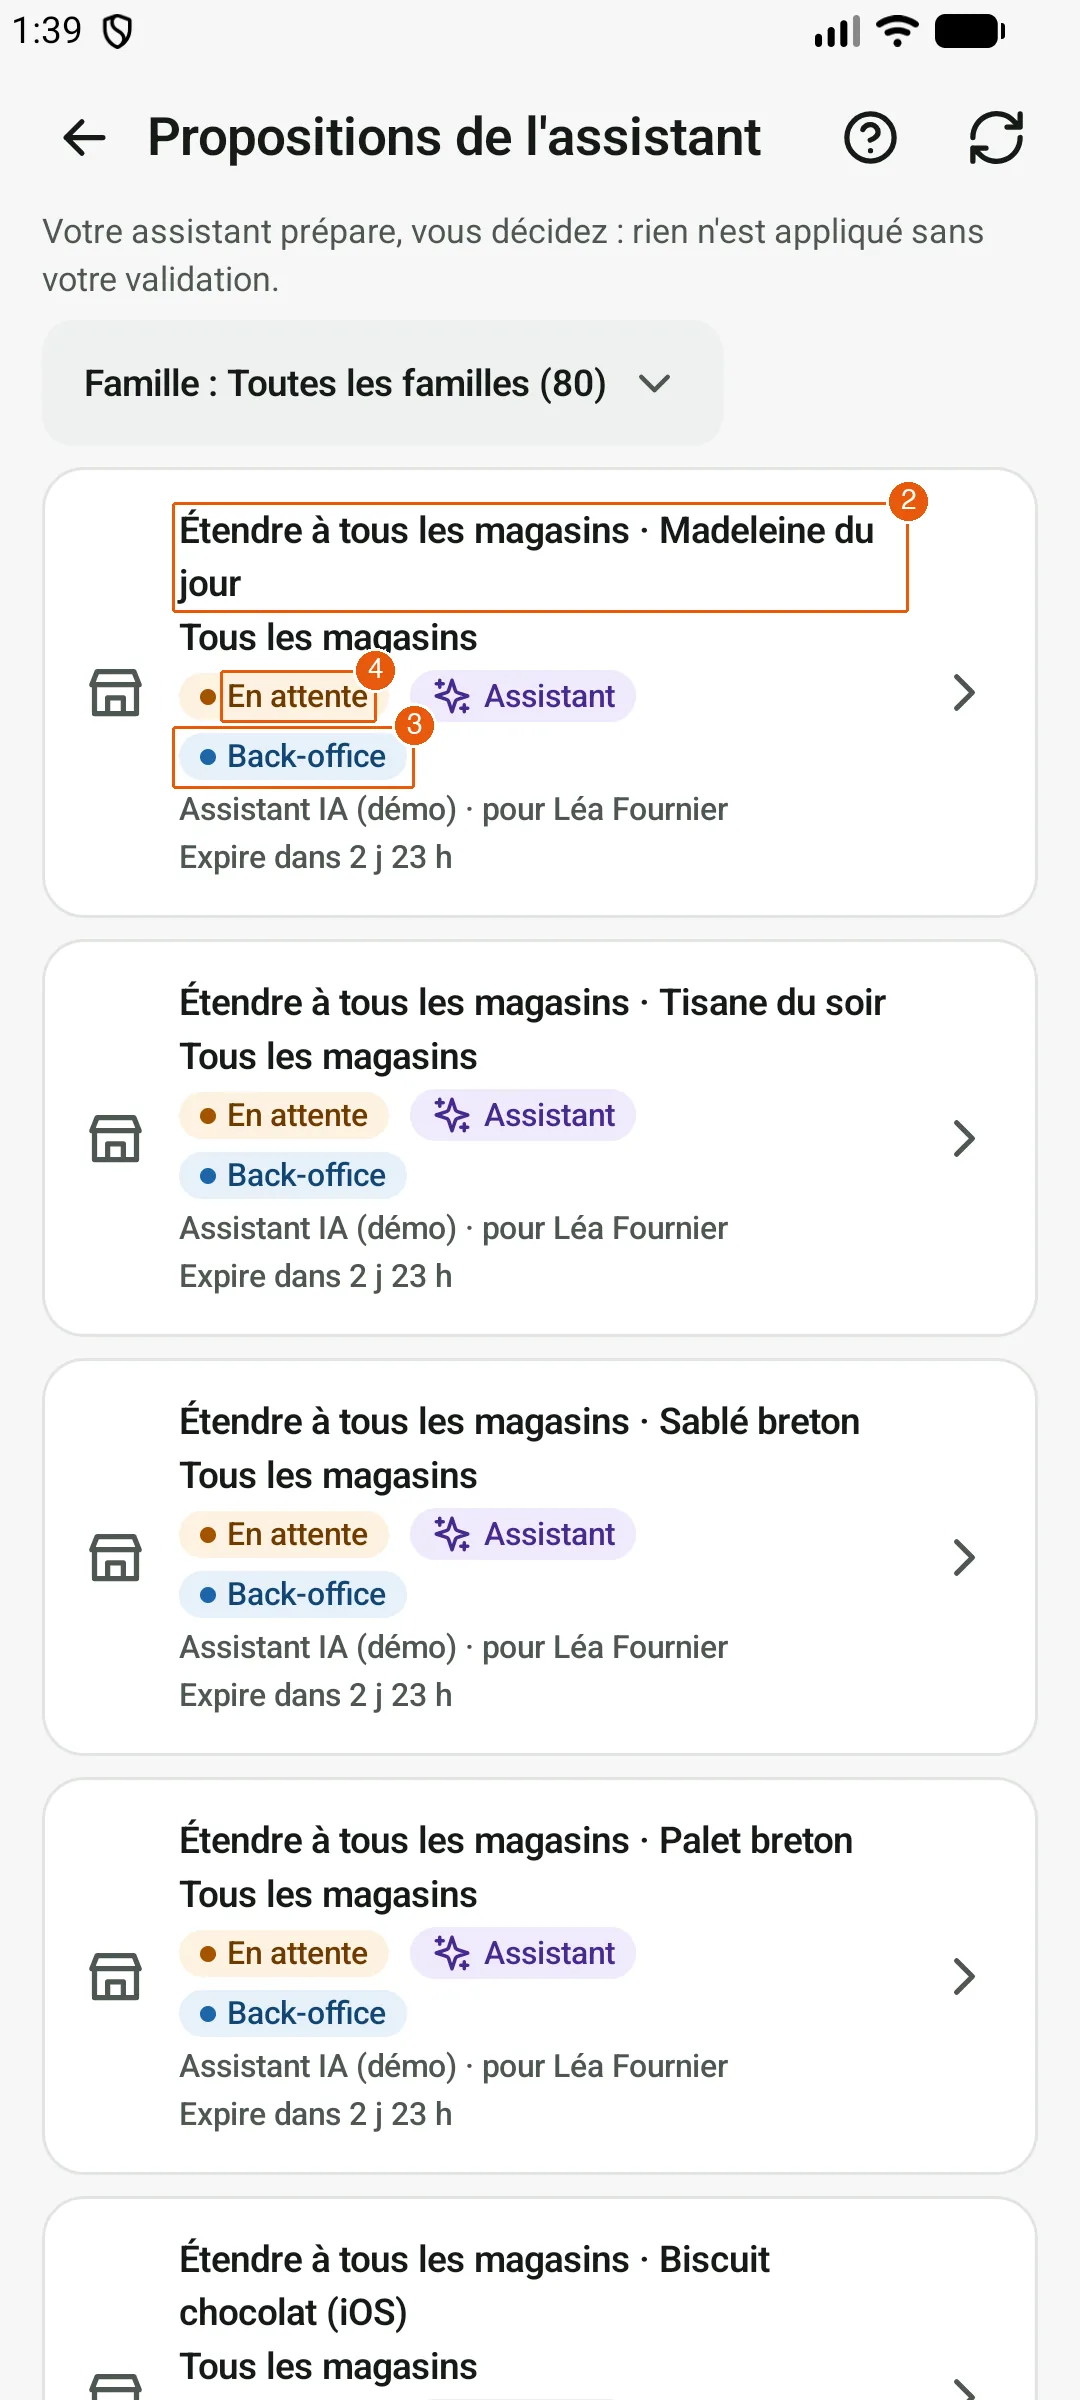 1:39
Propositions de l'assistant
Votre assistant prépare, vous décidez : rien n'est appliqué sans
votre validation.
Famille : Toutes les familles (80)
2
Étendre à tous les magasins · Madeleine du
jour
Tous les magasins
4
En attente
Assistant
3
Back-office
Assistant IA (démo) · pour Léa Fournier
Expire dans 2 j 23 h
Étendre à tous les magasins · Tisane du soir
Tous les magasins
En attente
Assistant
Back-office
Assistant IA (démo) · pour Léa Fournier
Expire dans 2 j 23 h
Étendre à tous les magasins · Sablé breton
Tous les magasins
En attente
Assistant
Back-office
Assistant IA (démo) · pour Léa Fournier
Expire dans 2 j 23 h
Étendre à tous les magasins · Palet breton
Tous les magasins
En attente
Assistant
Back-office
Assistant IA (démo) · pour Léa Fournier
Expire dans 2 j 23 h
Étendre à tous les magasins · Biscuit
chocolat (iOS)
Tous les magasins